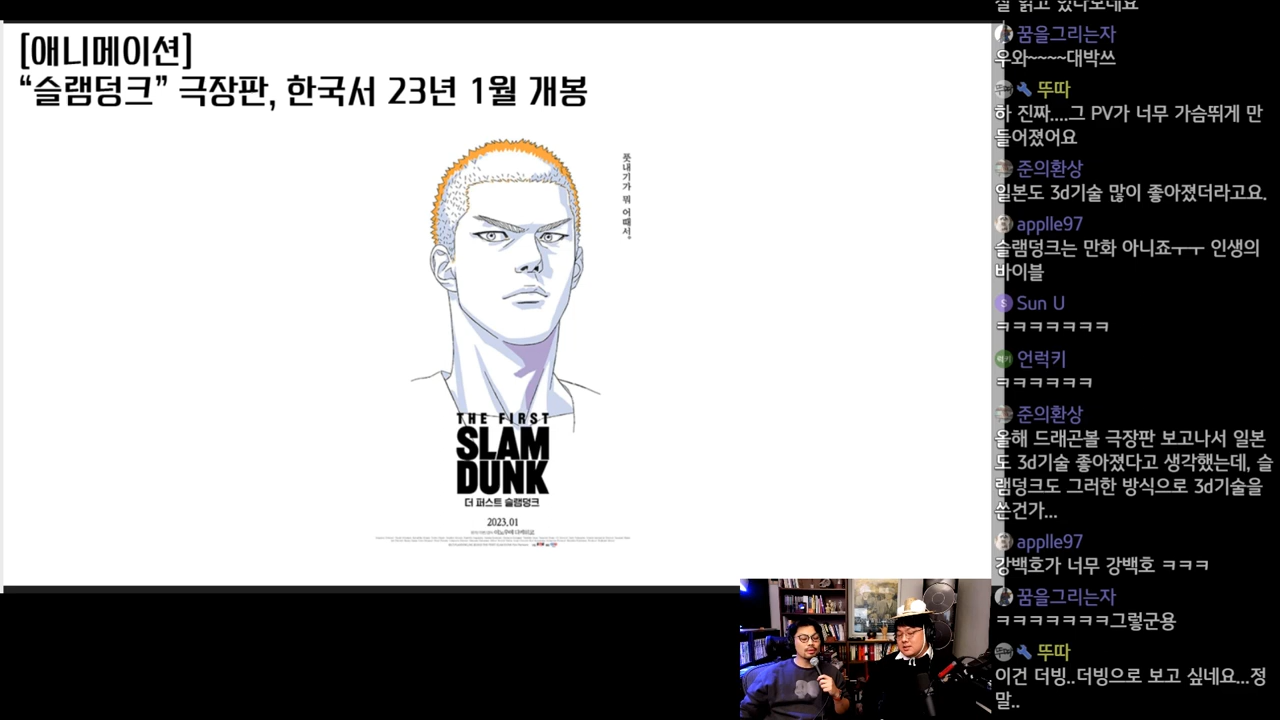 [애니메이션]
“슬램덩크” 극장판, 한국서 23년 1월 개봉
풋내기가 뭐 어때서.
THE FIRST
SLAM
DUNK
더 퍼스트 슬램덩크
2023.01
잘 읽고 있나보네요
꿈을그리는자
우와~~~~대박쓰
뚜따
하 진짜....그 PV가 너무 가슴뛰게 만
들어졌어요
준의환상
일본도 3d기술 많이 좋아졌더라고요.
applle97
슬램덩크는 만화 아니죠ㅜㅜ 인생의
바이블
S Sun U
ㅋㅋㅋㅋㅋㅋㅋ
럭키 언럭키
ㅋㅋㅋㅋㅋㅋ
준의환상
올해 드래곤볼 극장판 보고나서 일본
도 3d기술 좋아졌다고 생각했는데, 슬
램덩크도 그러한 방식으로 3d기술을
쓴건가...
applle97
강백호가 너무 강백호 ㅋㅋㅋ
꿈을그리는자
ㅋㅋㅋㅋㅋㅋㅋ그렇군용
뚜따
이건 더빙..더빙으로 보고 싶네요...정
말..